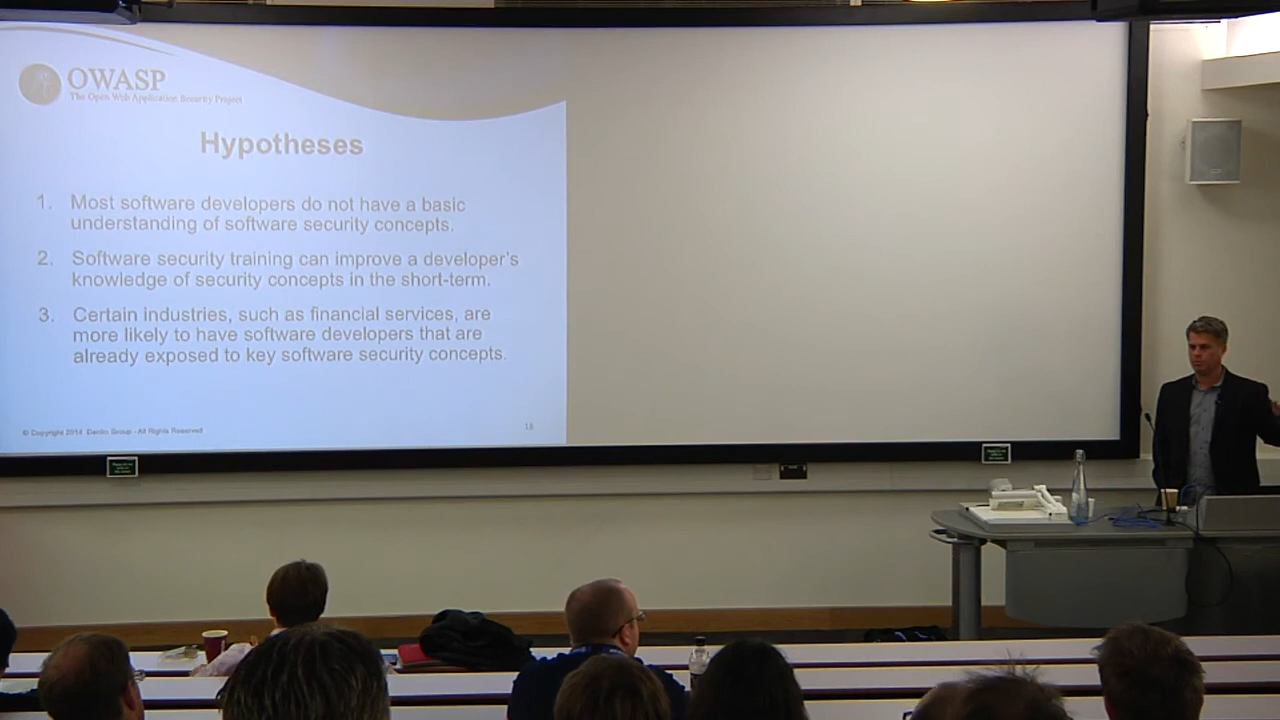 OWASP
The Open Web Application Security Project
Hypotheses
1. Most software developers do not have a basic
understanding of software security concepts.
2. Software security training can improve a developer's
knowledge of security concepts in the short-term.
3. Certain industries, such as financial services, are
more likely to have software developers that are
already exposed to key software security concepts.
© Copyright 2014 Denim Group - All Rights Reserved